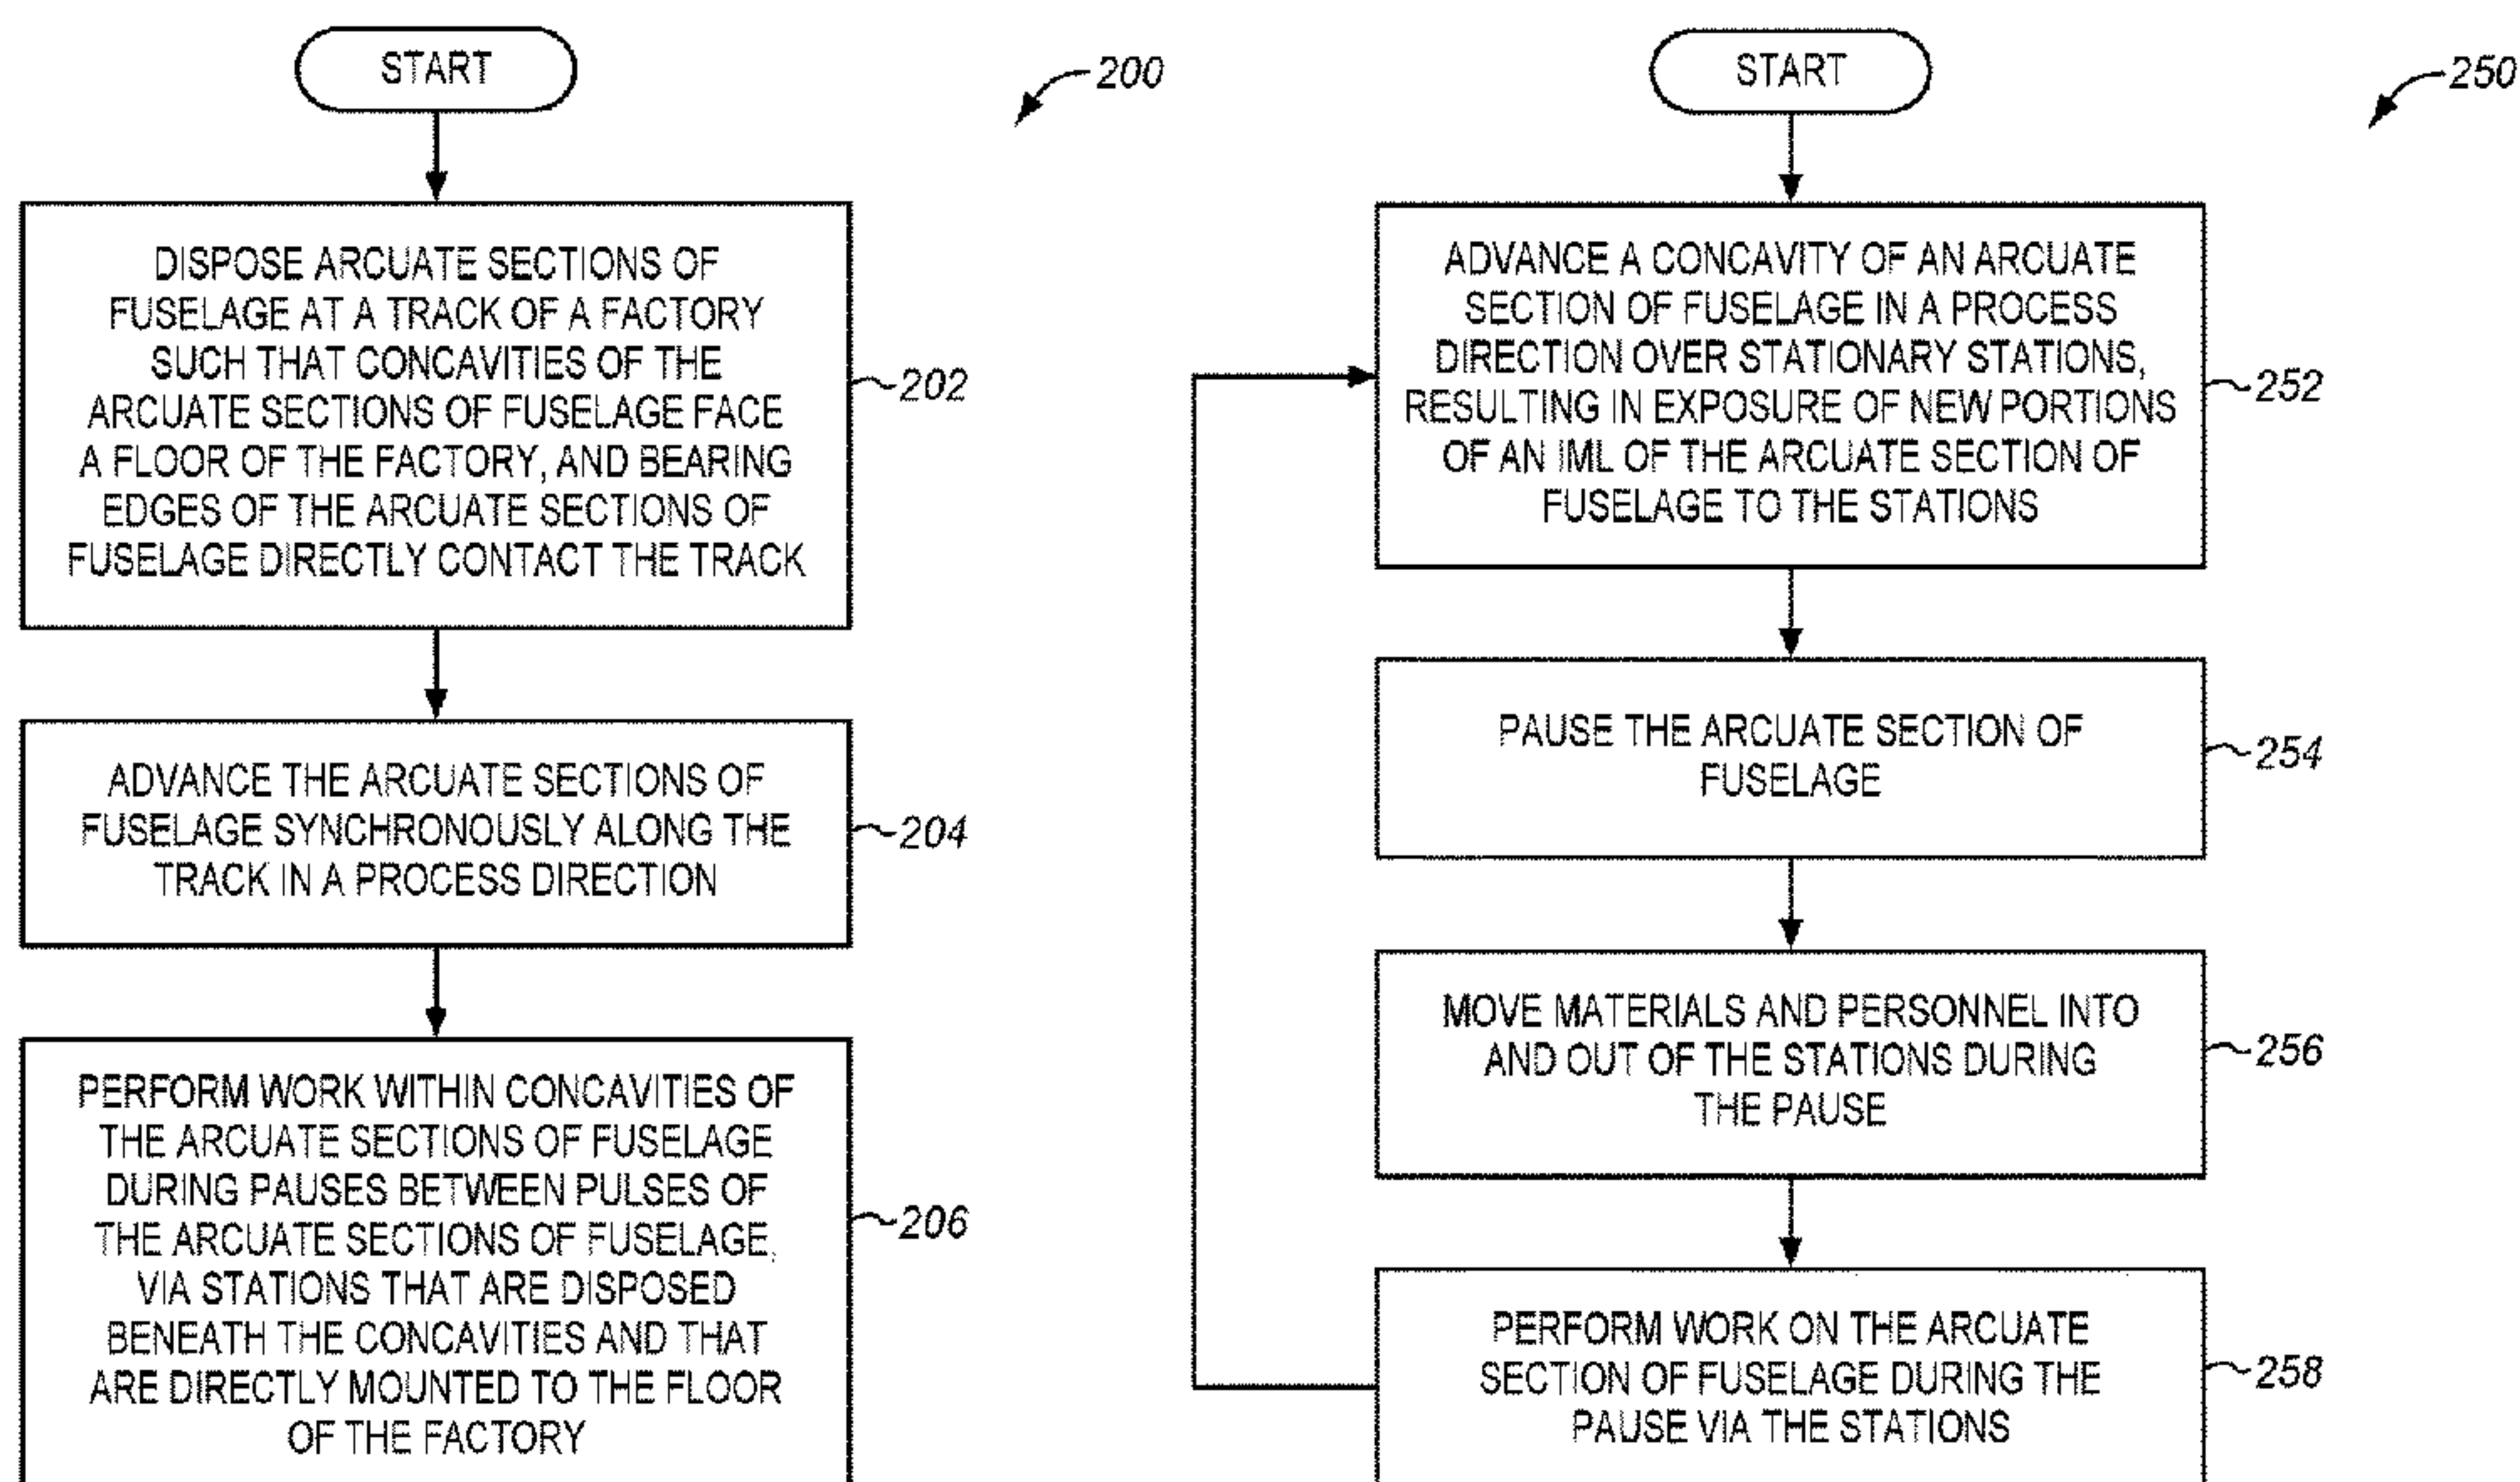 START
200
DISPOSE ARCUATE SECTIONS OF
FUSELAGE AT A TRACK OF A FACTORY
SUCH THAT CONCAVITIES OF THE
ARCUATE SECTIONS OF FUSELAGE FACE
A FLOOR OF THE FACTORY, AND BEARING
EDGES OF THE ARCUATE SECTIONS OF
FUSELAGE DIRECTLY CONTACT THE TRACK
202
ADVANCE THE ARCUATE SECTIONS OF
FUSELAGE SYNCHRONOUSLY ALONG THE
TRACK IN A PROCESS DIRECTION
204
PERFORM WORK WITHIN CONCAVITIES OF
THE ARCUATE SECTIONS OF FUSELAGE
DURING PAUSES BETWEEN PULSES OF
THE ARCUATE SECTIONS OF FUSELAGE,
VIA STATIONS THAT ARE DISPOSED
BENEATH THE CONCAVITIES AND THAT
ARE DIRECTLY MOUNTED TO THE FLOOR
OF THE FACTORY
206
START
250
ADVANCE A CONCAVITY OF AN ARCUATE
SECTION OF FUSELAGE IN A PROCESS
DIRECTION OVER STATIONARY STATIONS,
RESULTING IN EXPOSURE OF NEW PORTIONS
OF AN IML OF THE ARCUATE SECTION OF
FUSELAGE TO THE STATIONS
252
PAUSE THE ARCUATE SECTION OF
FUSELAGE
254
MOVE MATERIALS AND PERSONNEL INTO
AND OUT OF THE STATIONS DURING
THE PAUSE
256
PERFORM WORK ON THE ARCUATE
SECTION OF FUSELAGE DURING THE
PAUSE VIA THE STATIONS
258